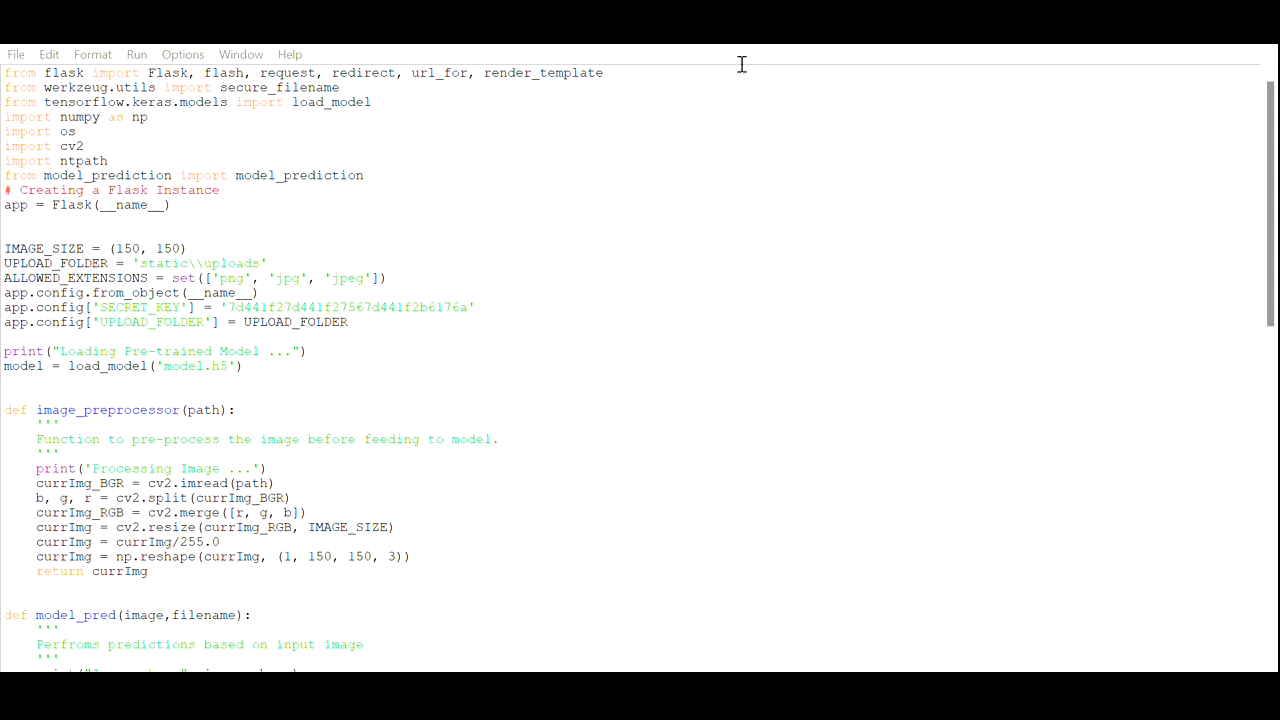 File Edit Format Run Options Window Help
from flask import Flask, flash, request, redirect, url_for, render_template
from werkzeug.utils import secure_filename
from tensorflow.keras.models import load_model
import numpy as np
import os
import cv2
import ntpath
from model_prediction import model_prediction
# Creating a Flask Instance
app = Flask(__name__)
IMAGE_SIZE = (150, 150)
UPLOAD_FOLDER = 'static\\uploads'
ALLOWED_EXTENSIONS = set(['png', 'jpg', 'jpeg'])
app.config.from_object(__name__)
app.config['SECRET_KEY'] = '7d441f27d441f27567d441f2b6176a'
app.config['UPLOAD_FOLDER'] = UPLOAD_FOLDER
print("Loading Pre-trained Model ...")
model = load_model('model.h5')
def image_preprocessor(path):
    '''
    Function to pre-process the image before feeding to model.
    '''
    print('Processing Image ...')
    currImg_BGR = cv2.imread(path)
    b, g, r = cv2.split(currImg_BGR)
    currImg_RGB = cv2.merge([r, g, b])
    currImg = cv2.resize(currImg_RGB, IMAGE_SIZE)
    currImg = currImg/255.0
    currImg = np.reshape(currImg, (1, 150, 150, 3))
    return currImg
def model_pred(image,filename):
    '''
    Perfroms predictions based on input image
    '''